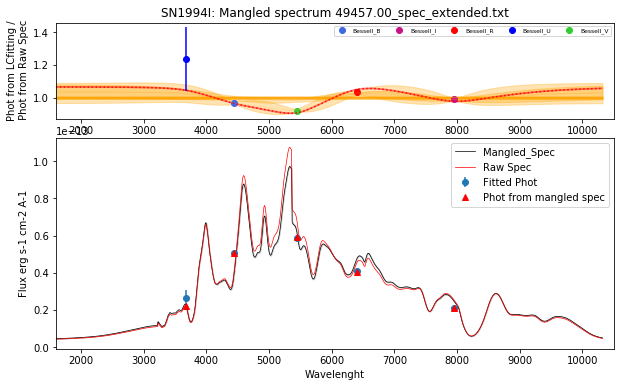 SN1994I: Mangled spectrum 49457.00_spec_extended.txt
Phot from LCfitting /
Phot from Raw Spec
1.4
1.2
1.0
Bessell_B
Bessell_I
Bessell_R
Bessell_U
Bessell_V
2000 3000 4000 5000 6000 7000 8000 9000 10000
Flux erg s-1 cm-2 A-1
1.0
0.8
0.6
0.4
0.2
0.0
Mangled_Spec
Raw Spec
Fitted Phot
Phot from mangled spec
2000 3000 4000 5000 6000 7000 8000 9000 10000
Wavelenght